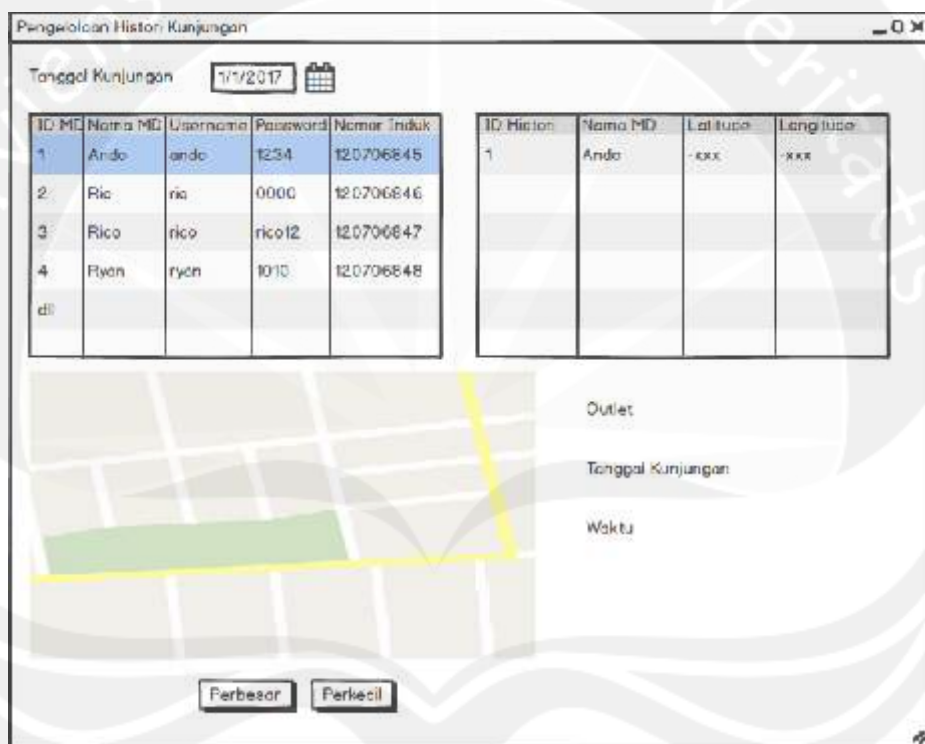 Pengelolaan Histori Kunjungan
Tanggal Kunjungan 1/1/2017
ID MD Nama MD Username Password Nomor Induk
1 Ando ando 1234 120706845
2 Rio rio 0000 120706846
3 Rico rico rico12 120706847
4 Ryan ryan 1010 120706848
dll
ID Histori Nama MD Latitude Longitude
1 Ando -xxx -xxx
Outlet
Tanggal Kunjungan
Waktu
Perbesar Perkecil
veritatis